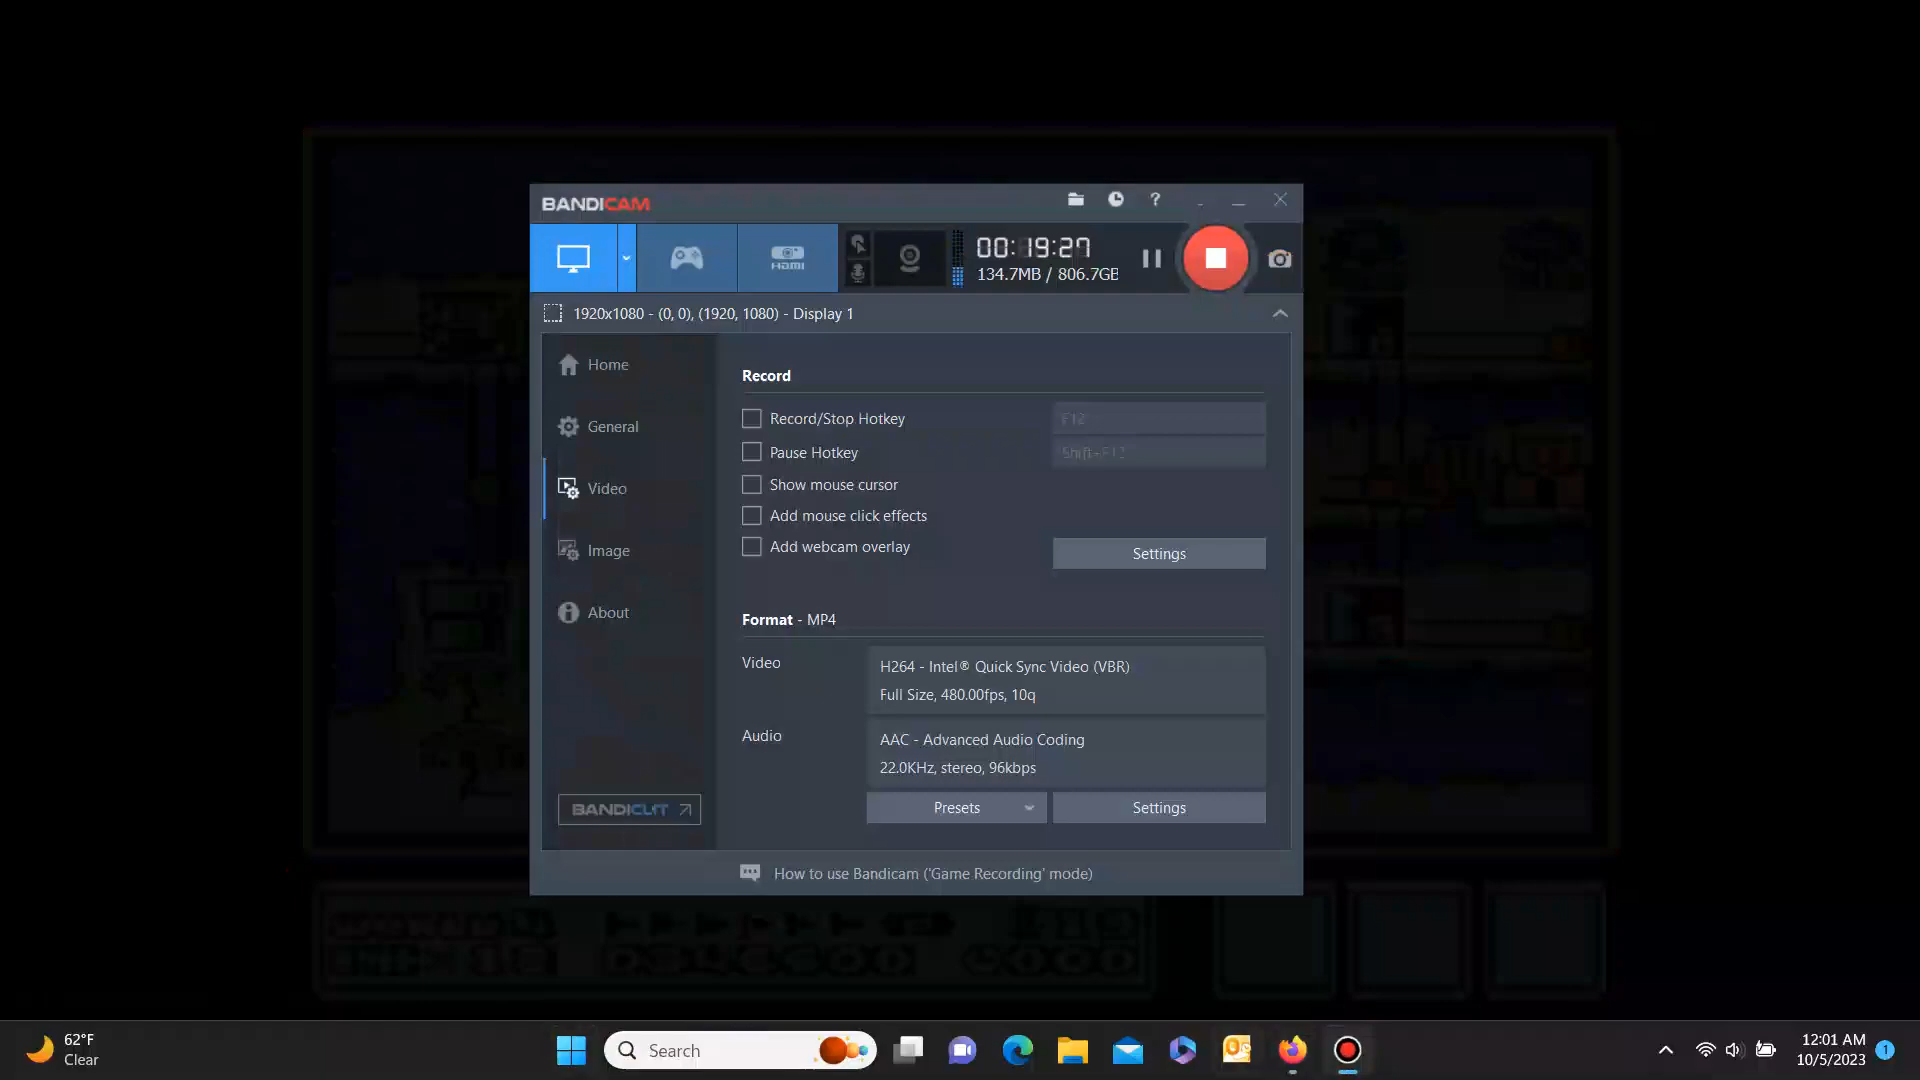 BANDICAM
?
HDMI
00:19:27
134.7MB / 806.7GB
1920x1080 - (0, 0), (1920, 1080) - Display 1
Home
General
Video
Image
About
BANDICUT
Record
Record/Stop Hotkey
F12
Pause Hotkey
Shift+F12
Show mouse cursor
Add mouse click effects
Add webcam overlay
Settings
Format - MP4
Video
H264 - Intel® Quick Sync Video (VBR)
Full Size, 480.00fps, 10q
Audio
AAC - Advanced Audio Coding
22.0KHz, stereo, 96kbps
Presets
Settings
How to use Bandicam ('Game Recording' mode)
62°F
Clear
Search
12:01 AM
10/5/2023
1